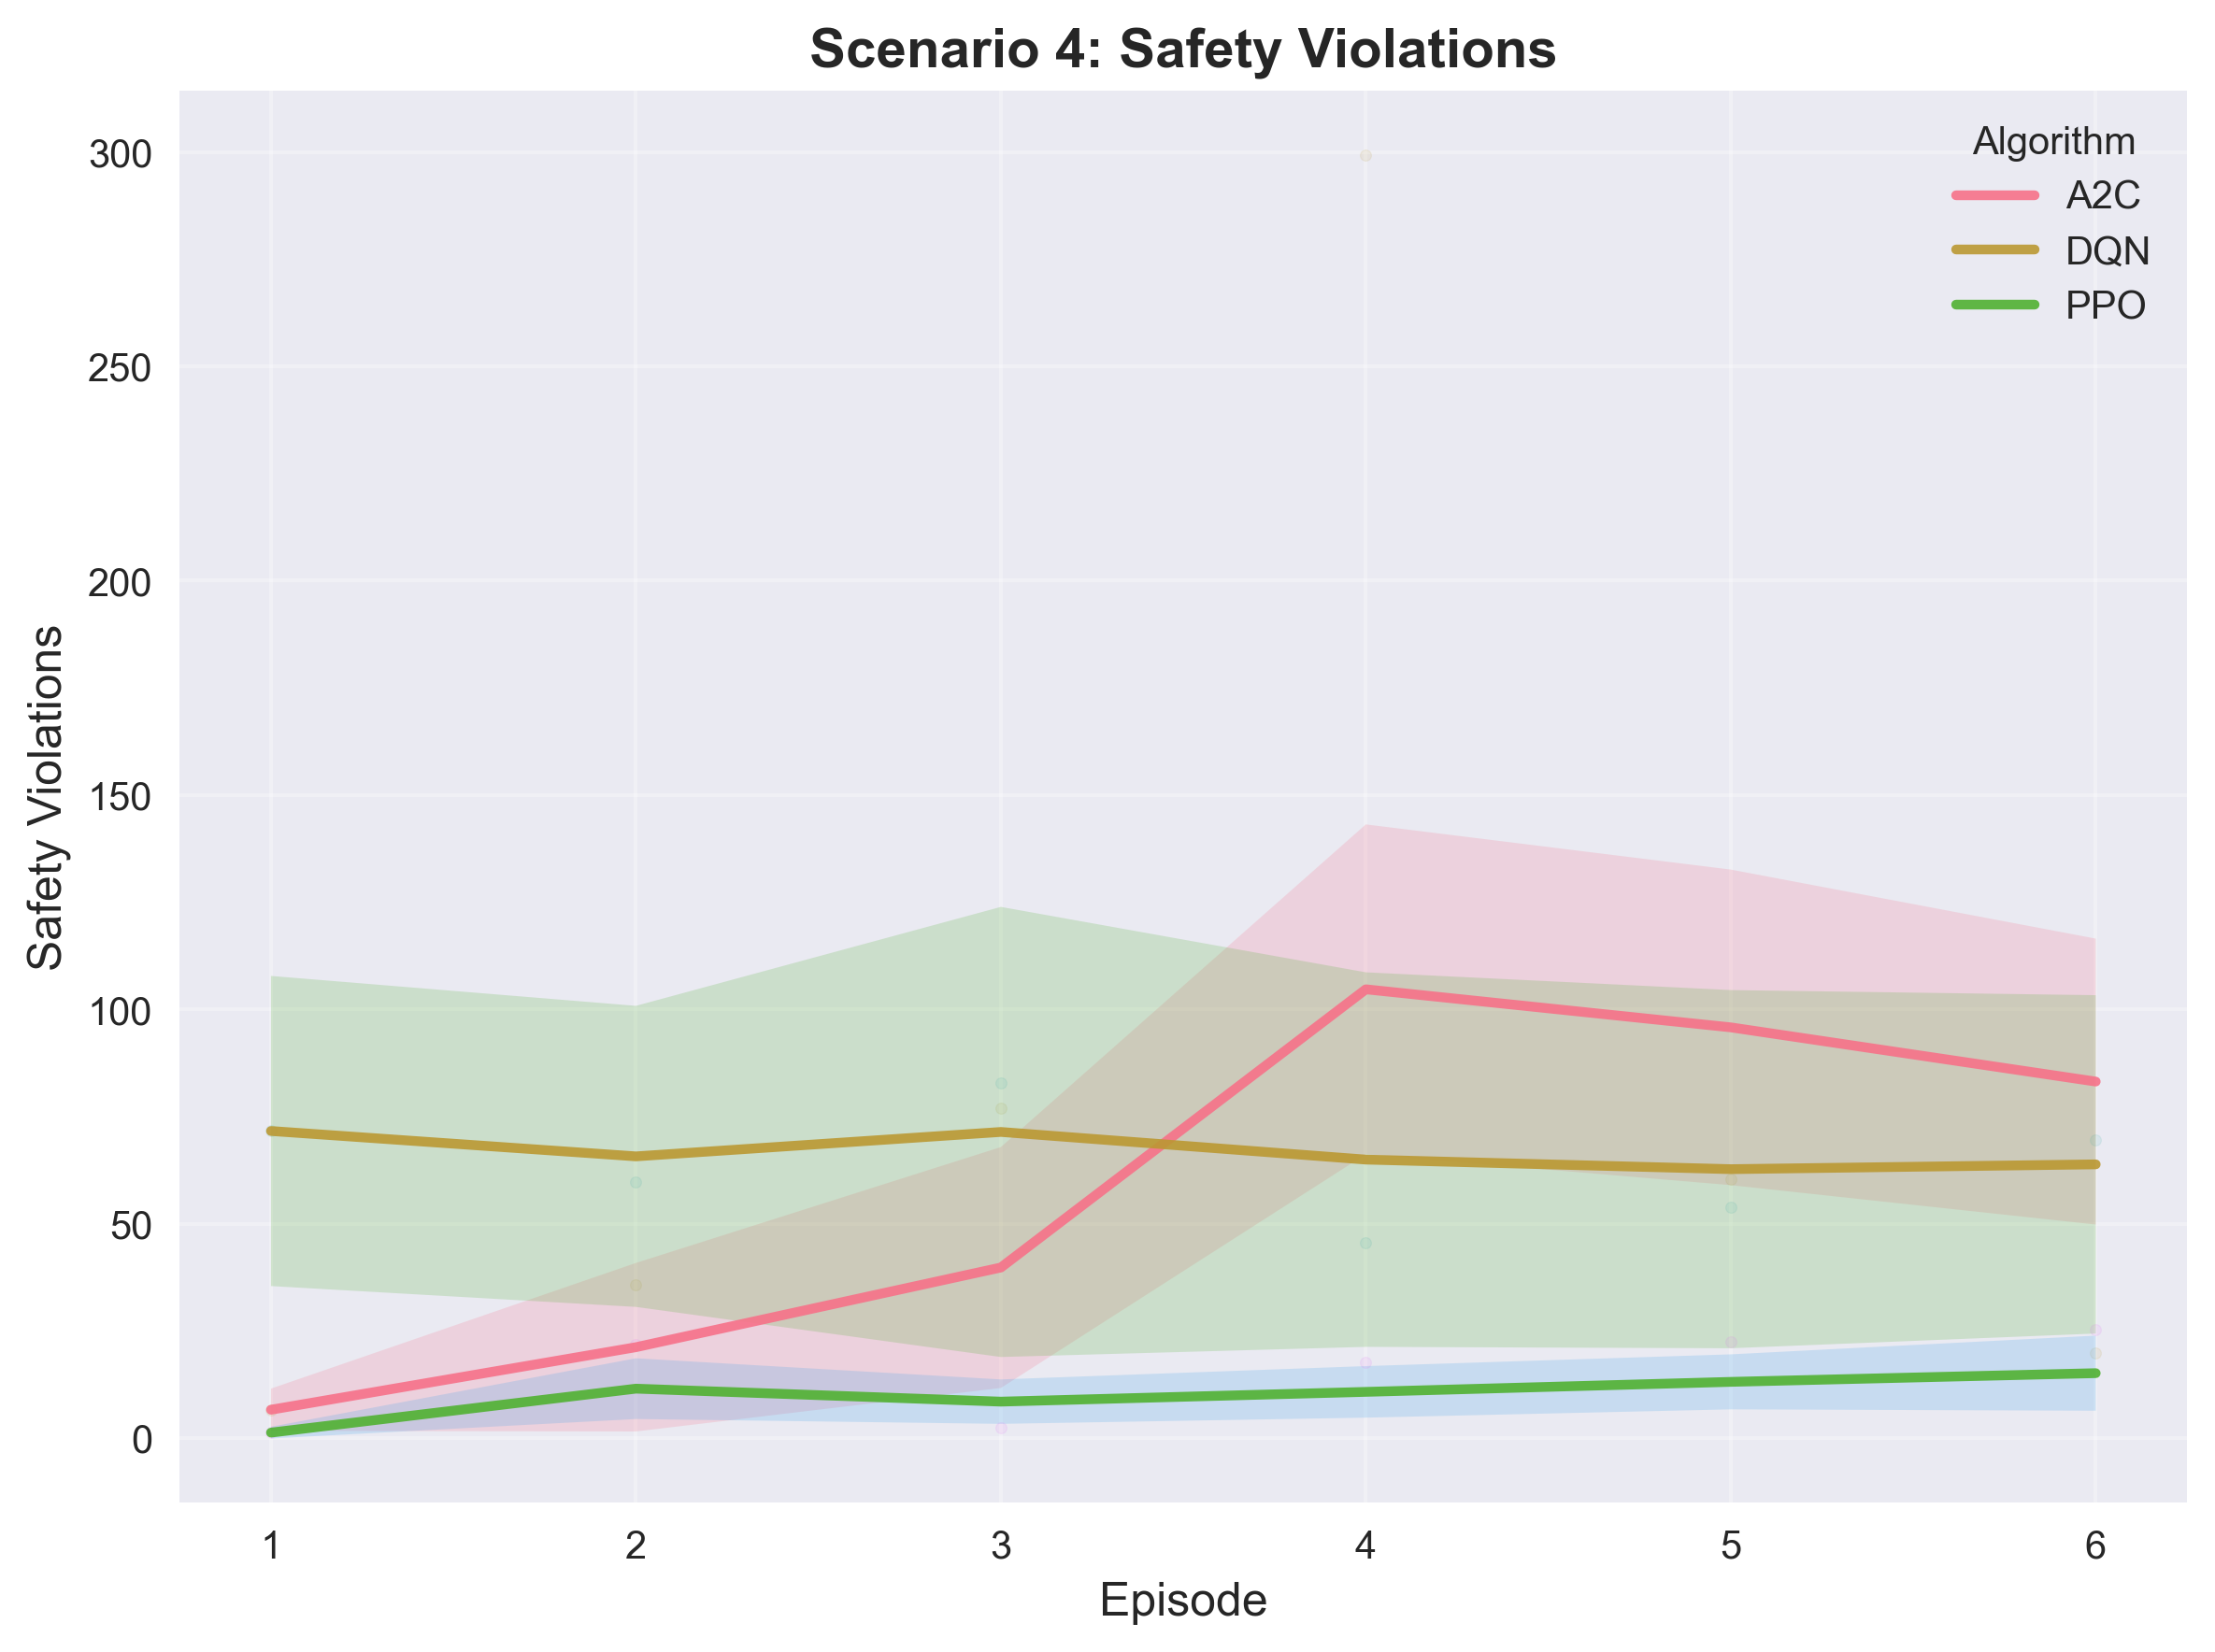 Scenario 4: Safety Violations
Algorithm
A2C
DQN
PPO
Safety Violations
300
250
200
150
100
50
0
1 2 3 4 5 6
Episode